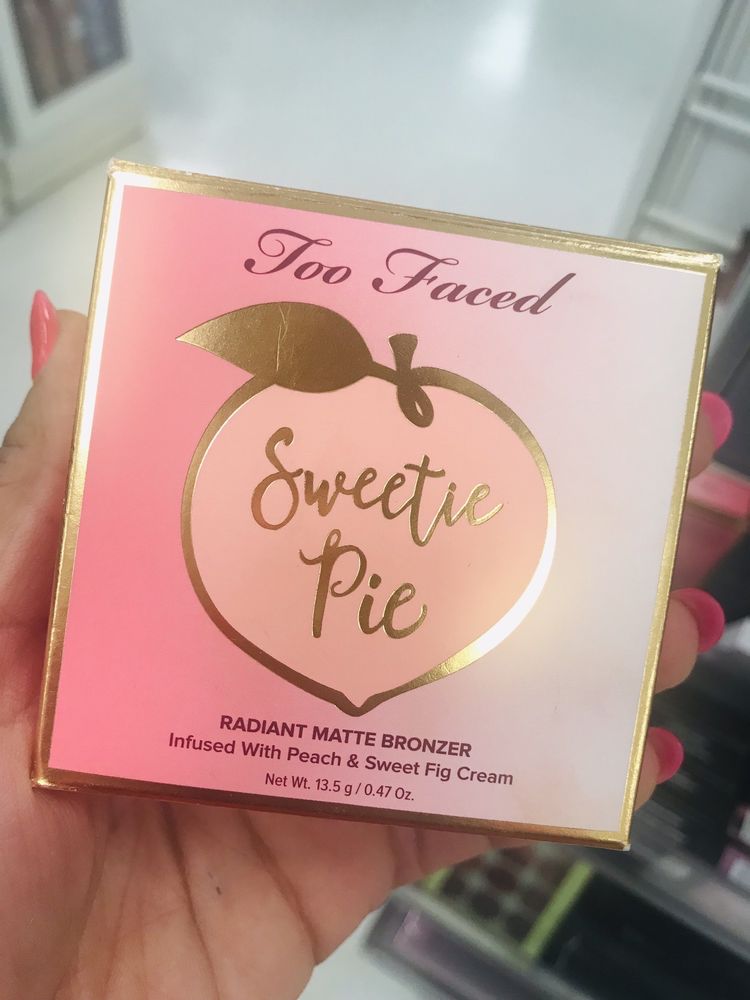 Too Faced
Sweetie
Pie
RADIANT MATTE BRONZER
Infused With Peach & Sweet Fig Cream
Net Wt. 13.5 g / 0.47 Oz.